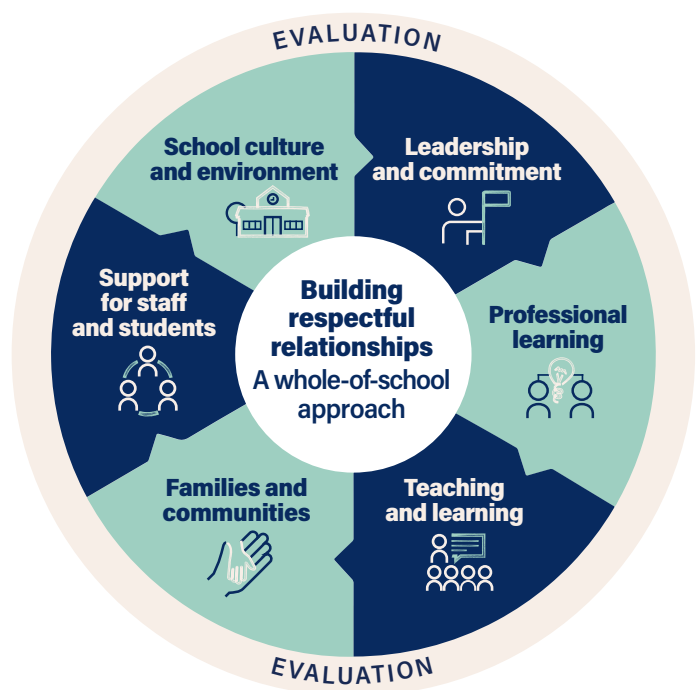 EVALUATION
School culture
and environment
Leadership
and commitment
Professional
learning
Teaching
and learning
Families and
communities
Support
for staff
and students
Building
respectful
relationships
A whole-of-school
approach
EVALUATION